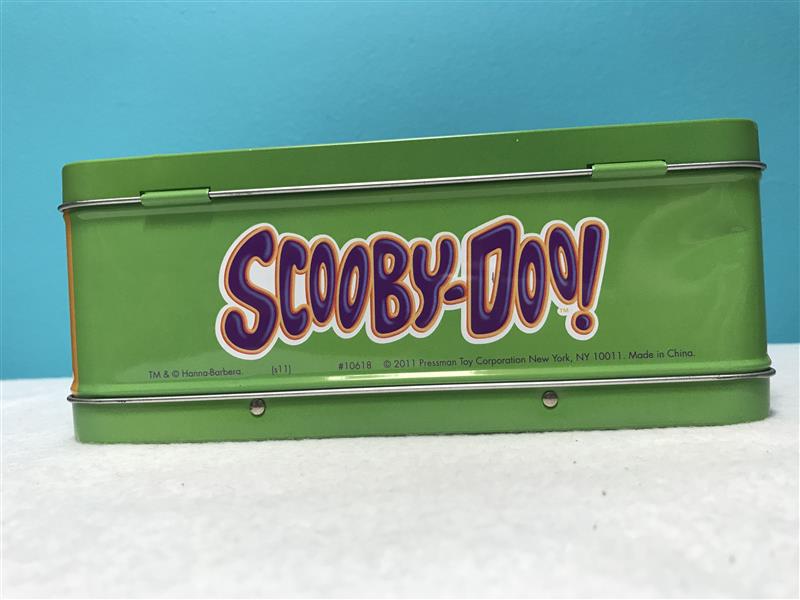 SCOOBY-DOO!
TM
TM & © Hanna-Barbera. (s11) #10618 © 2011 Pressman Toy Corporation New York, NY 10011. Made in China.